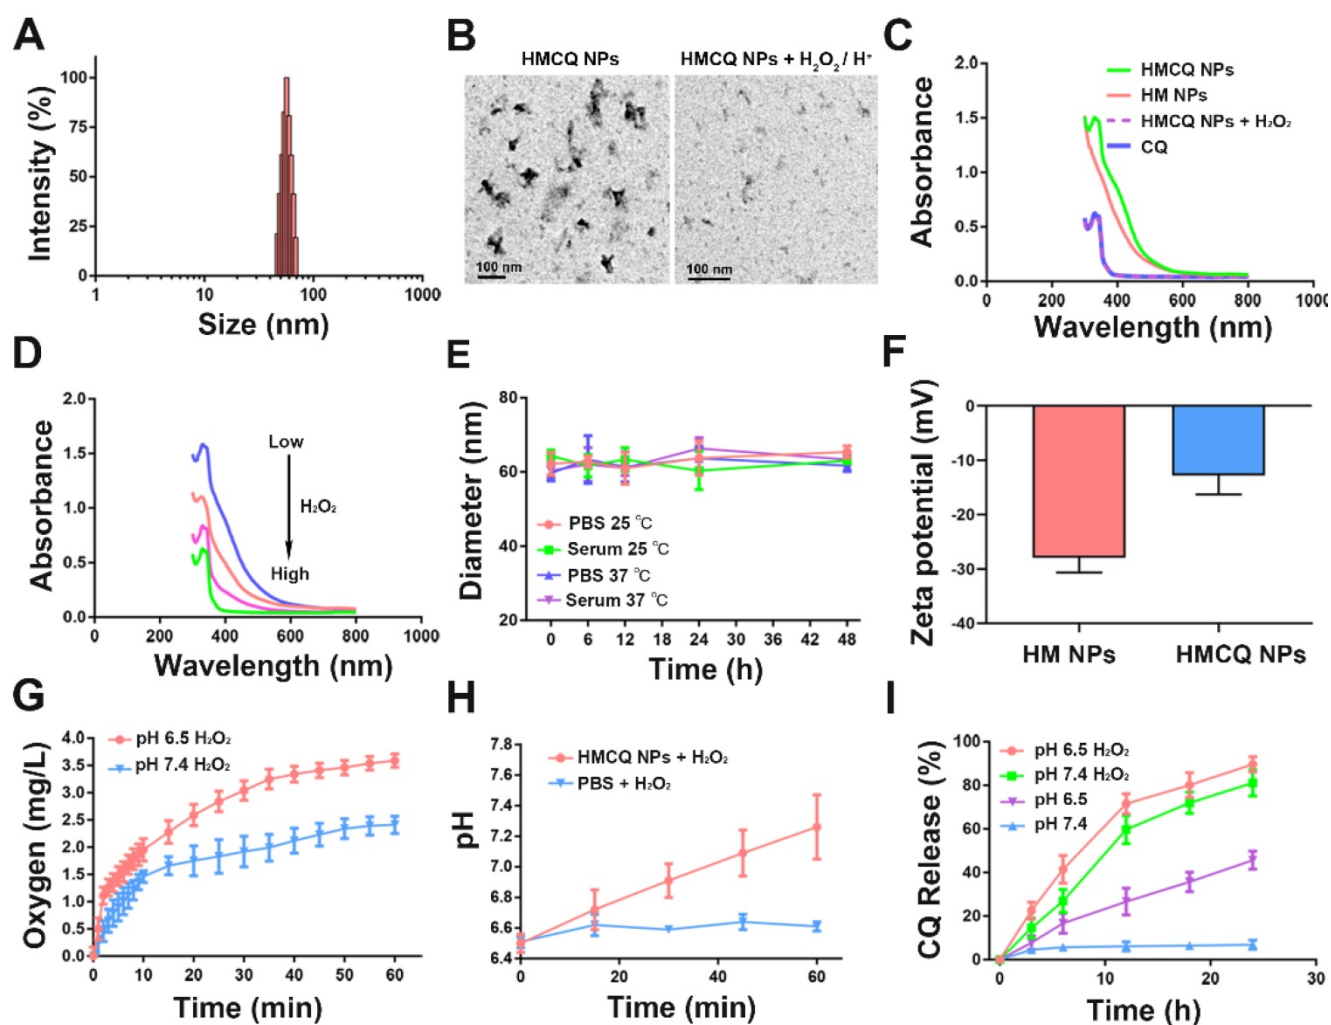 A
Intensity (%)
100
75
50
25
0
1 10 100 1000
Size (nm)
B
HMCQ NPs
HMCQ NPs + H₂O₂ / H⁺
100 nm
100 nm
C
Absorbance
2.0
1.5
1.0
0.5
0.0
HMCQ NPs
HM NPs
HMCQ NPs + H₂O₂
CQ
0 200 400 600 800 1000
Wavelength (nm)
D
Absorbance
2.0
1.5
1.0
0.5
0.0
Low
H₂O₂
High
0 200 400 600 800 1000
Wavelength (nm)
E
Diameter (nm)
80
60
40
20
PBS 25 °C
Serum 25 °C
PBS 37 °C
Serum 37 °C
0 6 12 18 24 30 36 42 48
Time (h)
F
Zeta potential (mV)
0
-10
-20
-30
-40
HM NPs HMCQ NPs
G
Oxygen (mg/L)
4.0
3.5
3.0
2.5
2.0
1.5
1.0
0.5
0.0
pH 6.5 H₂O₂
pH 7.4 H₂O₂
0 10 20 30 40 50 60
Time (min)
H
pH
7.8
7.6
7.4
7.2
7.0
6.8
6.6
6.4
HMCQ NPs + H₂O₂
PBS + H₂O₂
0 20 40 60
Time (min)
I
CQ Release (%)
100
80
60
40
20
0
pH 6.5 H₂O₂
pH 7.4 H₂O₂
pH 6.5
pH 7.4
0 10 20 30
Time (h)